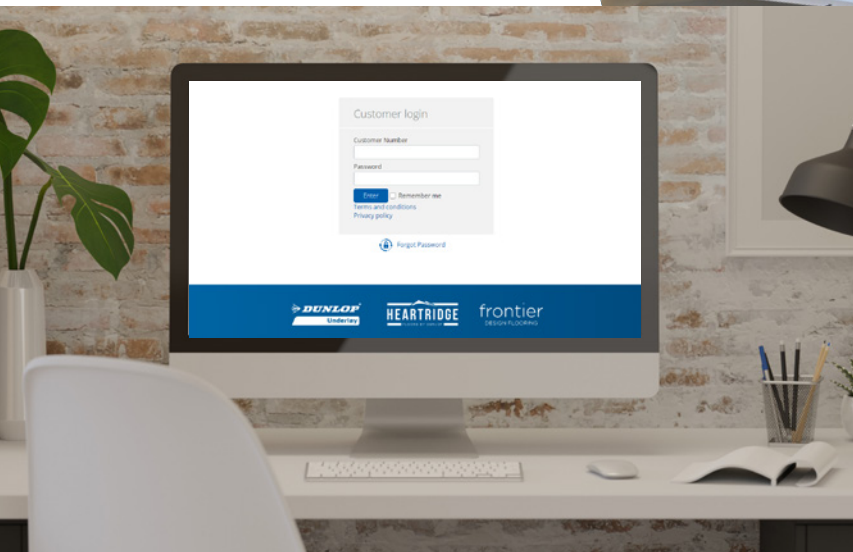 Customer login
Customer Number
Password
Enter
Remember me
Terms and conditions
Privacy policy
Forgot Password
DUNLOP
Underlay
HEARTRIDGE
frontier
DESIGN FLOORING